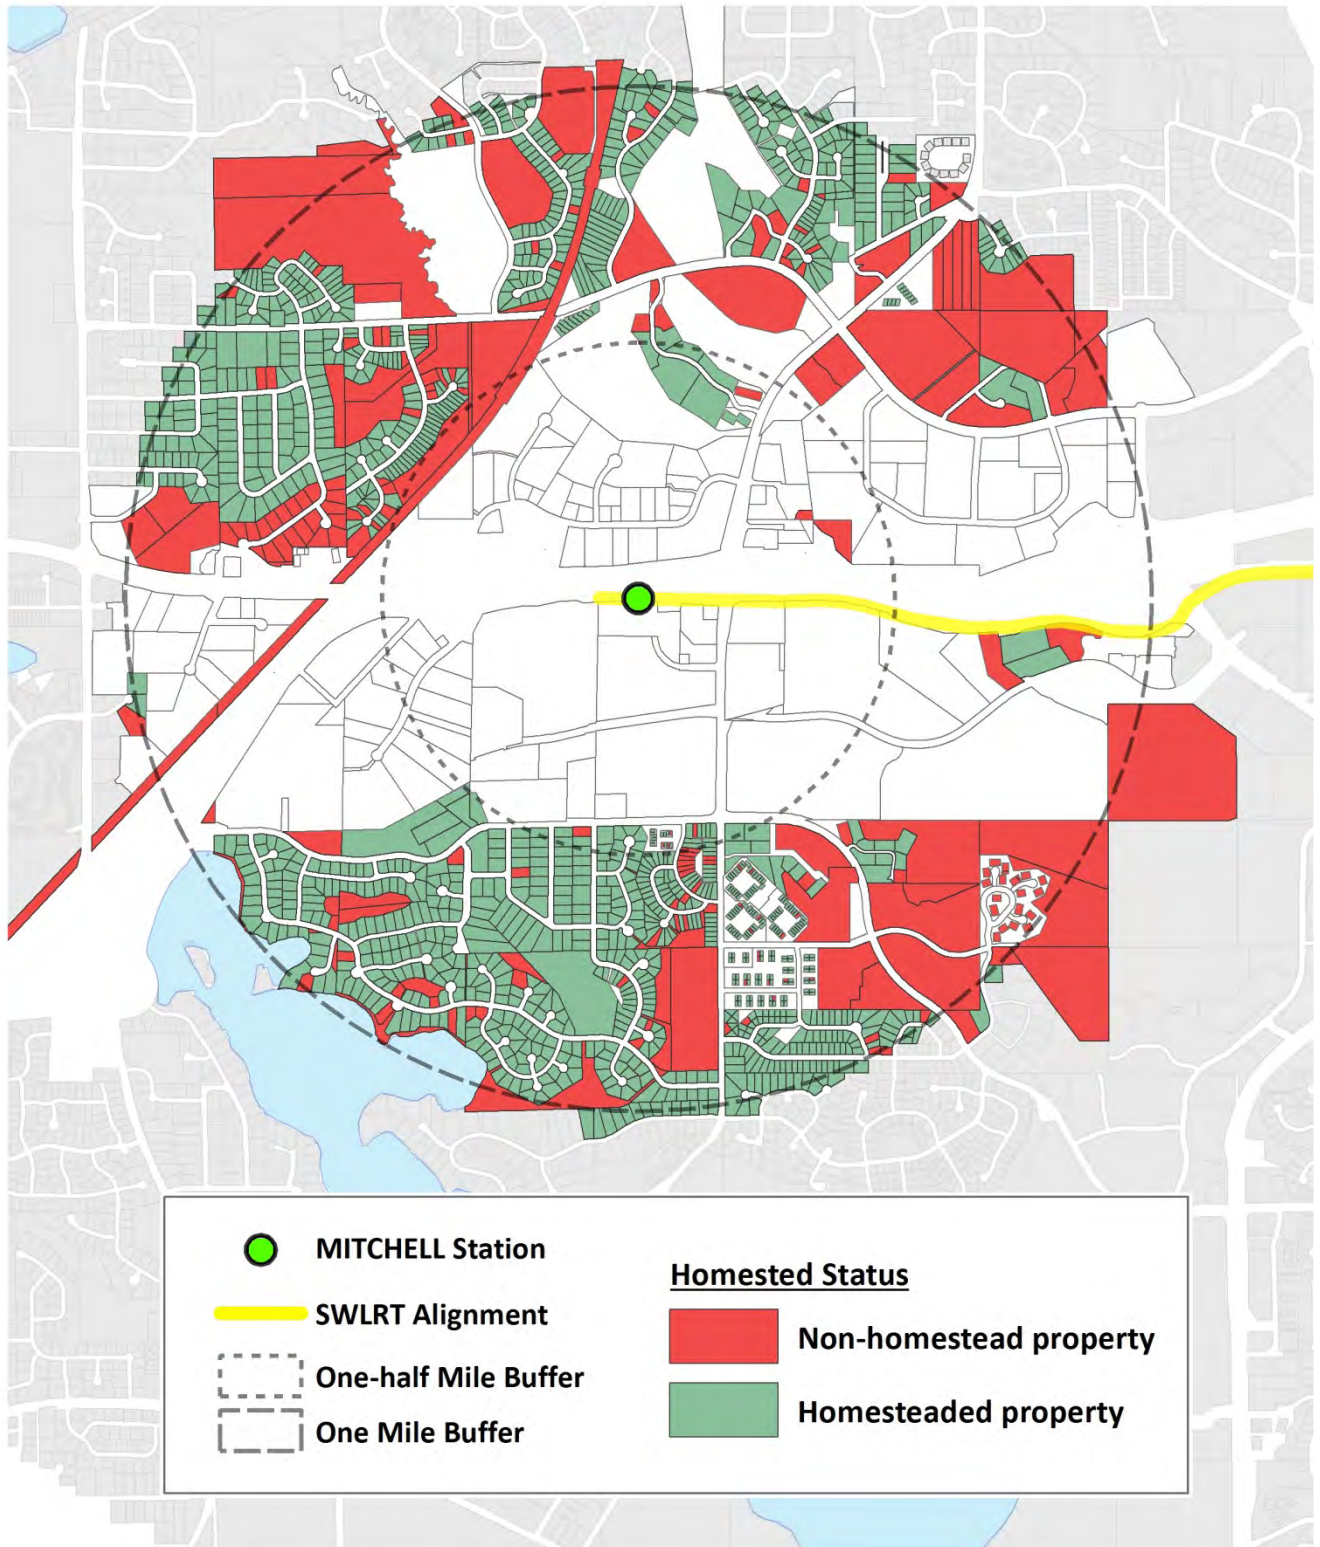 MITCHELL Station
SWLRT Alignment
One-half Mile Buffer
One Mile Buffer
Homested Status
Non-homestead property
Homesteaded property